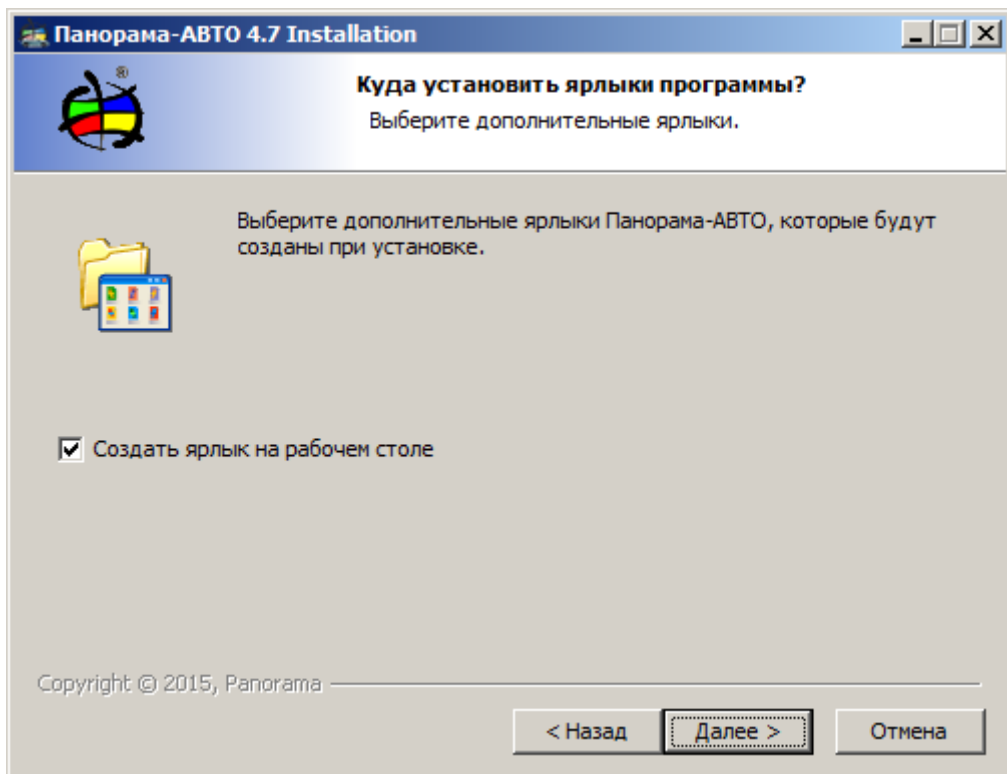 Панорама-АВТО 4.7 Installation
®
Куда установить ярлыки программы?
Выберите дополнительные ярлыки.
Выберите дополнительные ярлыки Панорама-АВТО, которые будут
созданы при установке.
Создать ярлык на рабочем столе
Copyright © 2015, Panorama
< Назад
Далее >
Отмена